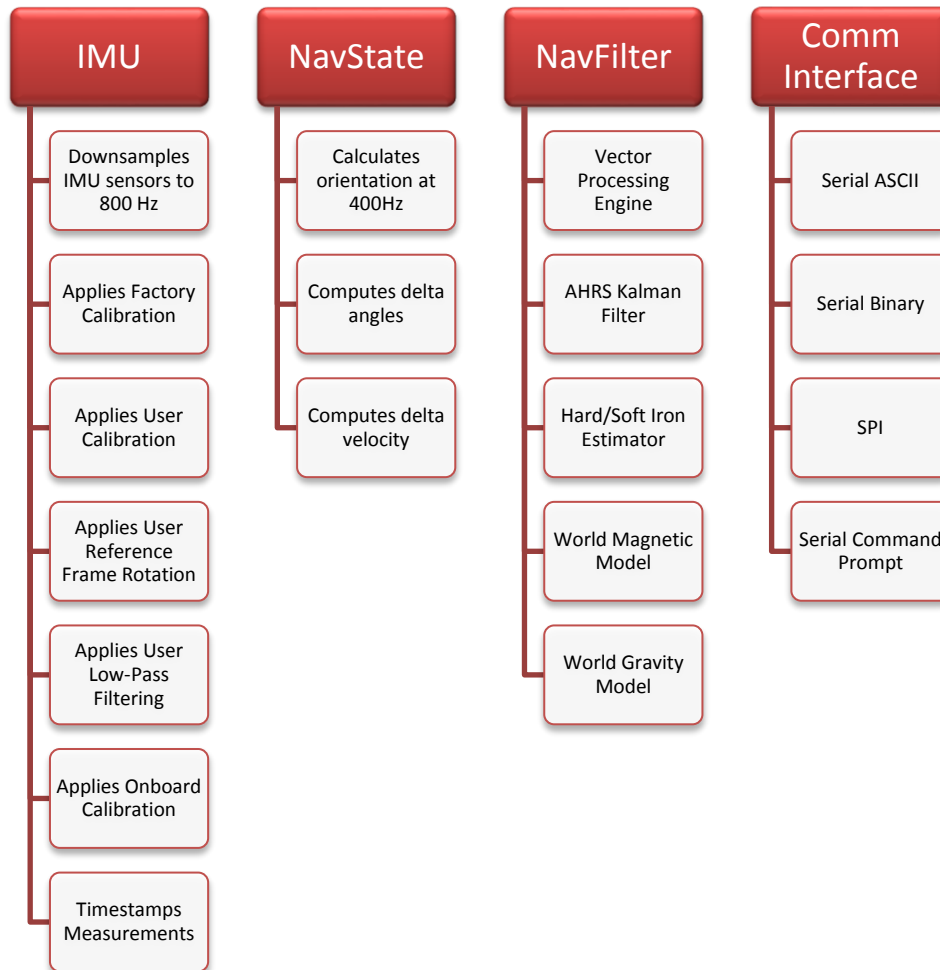 IMU
Downsamples
IMU sensors to
800 Hz
Applies Factory
Calibration
Applies User
Calibration
Applies User
Reference
Frame Rotation
Applies User
Low-Pass
Filtering
Applies Onboard
Calibration
Timestamps
Measurements
NavState
Calculates
orientation at
400Hz
Computes delta
angles
Computes delta
velocity
NavFilter
Vector
Processing
Engine
AHRS Kalman
Filter
Hard/Soft Iron
Estimator
World Magnetic
Model
World Gravity
Model
Comm
Interface
Serial ASCII
Serial Binary
SPI
Serial Command
Prompt